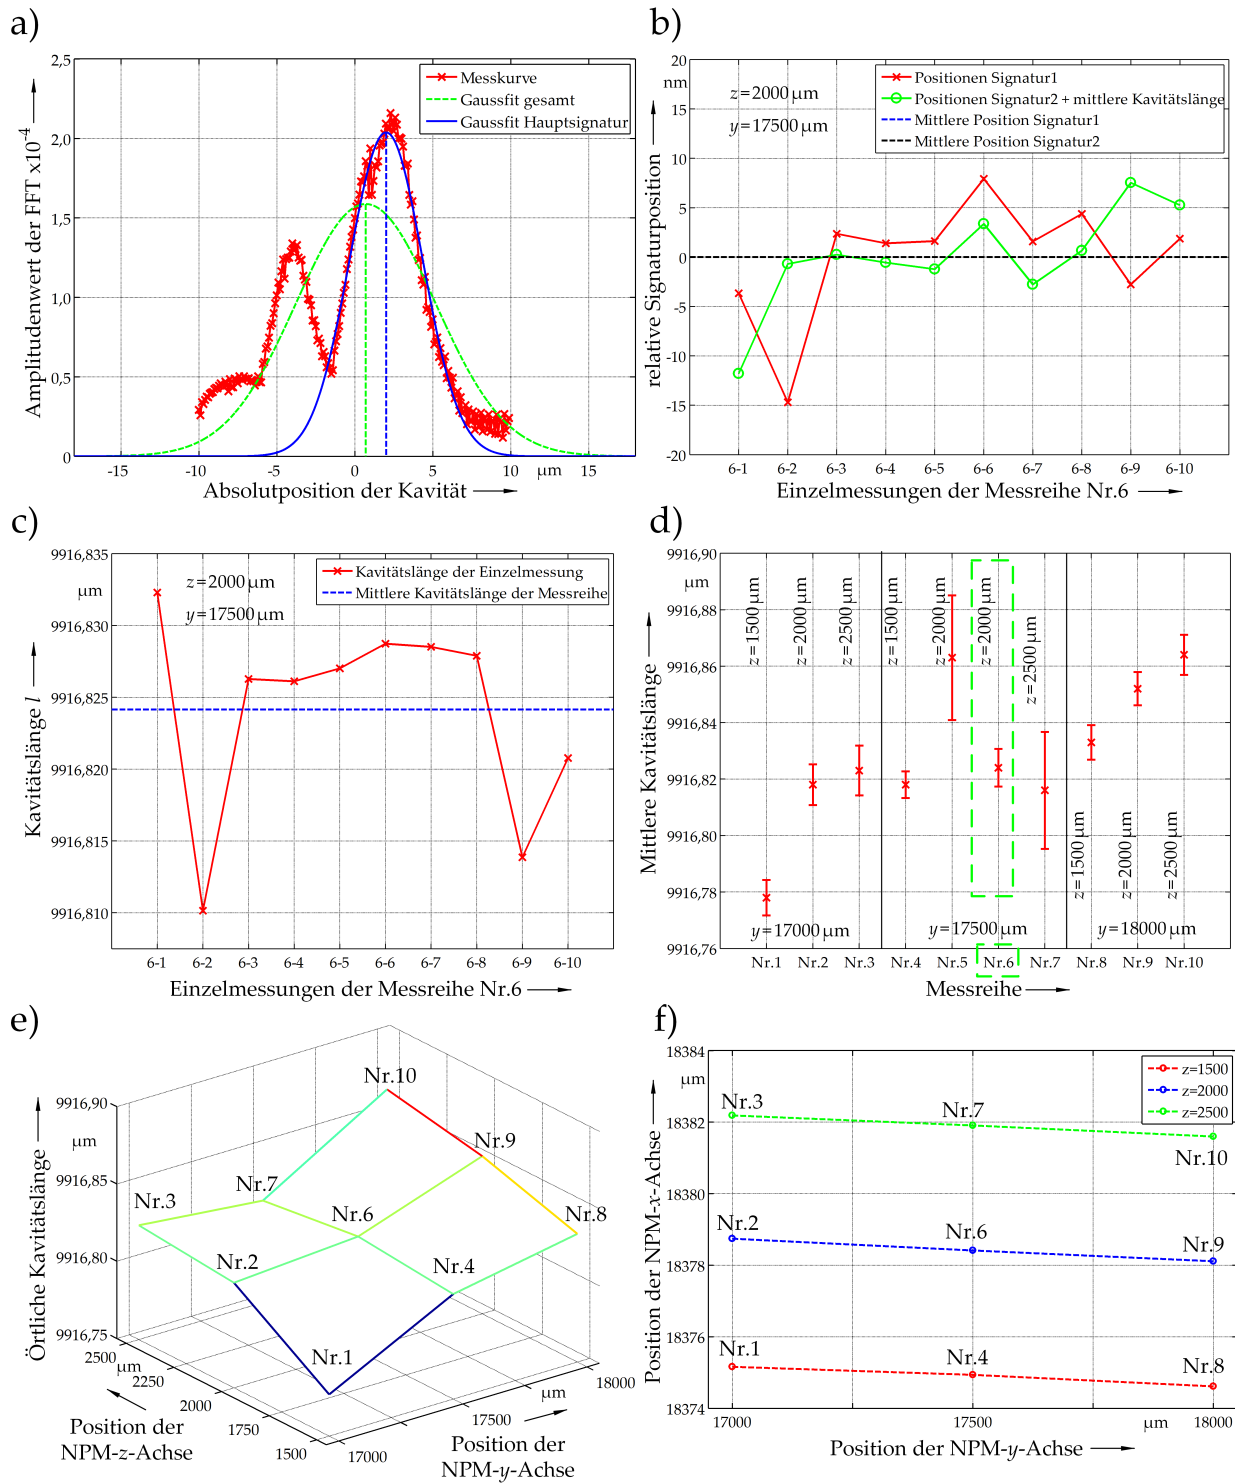 a)
Amplitudenwert der FFT x10⁻⁴
2,5
2,0
1,5
1,0
0,5
0
Messkurve
Gaussfit gesamt
Gaussfit Hauptsignatur
-15 -10 -5 0 5 10 µm 15
Absolutposition der Kavität
b)
relative Signaturposition
20
nm
15
10
5
0
-5
-10
-15
-20
z=2000 µm
y=17500 µm
Positionen Signatur1
Positionen Signatur2 + mittlere Kavitätslänge
Mittlere Position Signatur1
Mittlere Position Signatur2
6-1 6-2 6-3 6-4 6-5 6-6 6-7 6-8 6-9 6-10
Einzelmessungen der Messreihe Nr.6
c)
Kavitätslänge l
9916,835
µm
9916,830
9916,825
9916,820
9916,815
9916,810
z=2000 µm
y=17500 µm
Kavitätslänge der Einzelmessung
Mittlere Kavitätslänge der Messreihe
6-1 6-2 6-3 6-4 6-5 6-6 6-7 6-8 6-9 6-10
Einzelmessungen der Messreihe Nr.6
d)
Mittlere Kavitätslänge
9916,90
µm
9916,88
9916,86
9916,84
9916,82
9916,80
9916,78
9916,76
z=1500 µm
z=2000 µm
z=2500 µm
z=1500 µm
z=2000 µm
z=2000 µm
z=2500 µm
z=1500 µm
z=2000 µm
z=2500 µm
y=17000 µm
y=17500 µm
y=18000 µm
Nr.1 Nr.2 Nr.3 Nr.4 Nr.5 Nr.6 Nr.7 Nr.8 Nr.9 Nr.10
Messreihe
e)
Örtliche Kavitätslänge
9916,90
µm
9916,85
9916,80
9916,75
Nr.10
Nr.9
Nr.3
Nr.7
Nr.6
Nr.8
Nr.2
Nr.4
Nr.1
2500
µm
2250
2000
1750
1500
Position der
NPM-z-Achse
17000
17500
µm
18000
Position der
NPM-y-Achse
f)
Position der NPM-x-Achse
18384
µm
18382
18380
18378
18376
18374
z=1500
z=2000
z=2500
Nr.3
Nr.7
Nr.10
Nr.2
Nr.6
Nr.9
Nr.1
Nr.4
Nr.8
17000 17500 µm 18000
Position der NPM-y-Achse